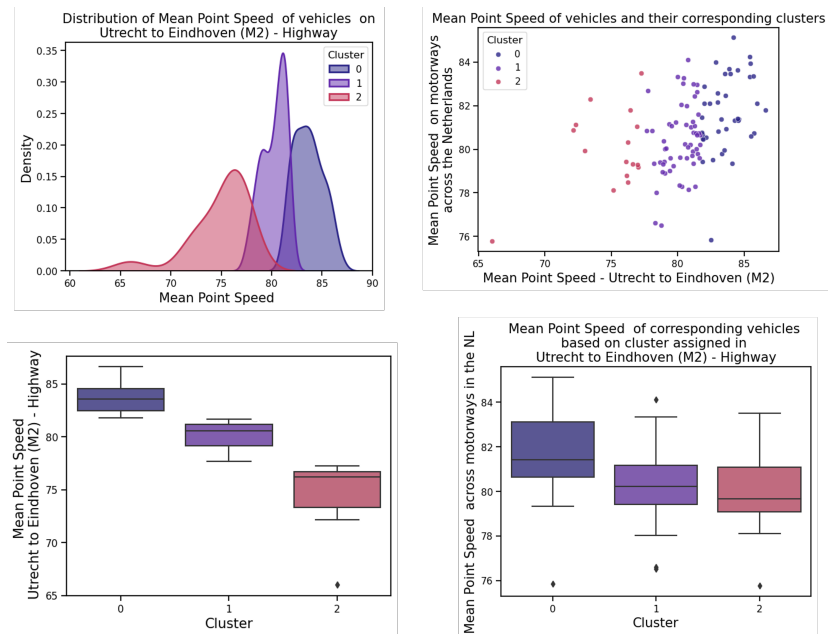 Distribution of Mean Point Speed of vehicles on
Utrecht to Eindhoven (M2) - Highway
Density
0.35
0.30
0.25
0.20
0.15
0.10
0.05
0.00
60
65
70
75
80
85
90
Mean Point Speed
Cluster
0
1
2
Mean Point Speed of vehicles and their corresponding clusters
Mean Point Speed on motorways
across the Netherlands
Cluster
0
1
2
84
82
80
78
76
65
70
75
80
85
Mean Point Speed - Utrecht to Eindhoven (M2)
Mean Point Speed
Utrecht to Eindhoven (M2) - Highway
85
80
75
70
65
0
1
2
Cluster
Mean Point Speed of corresponding vehicles
based on cluster assigned in
Utrecht to Eindhoven (M2) - Highway
Mean Point Speed across motorways in the NL
84
82
80
78
76
0
1
2
Cluster